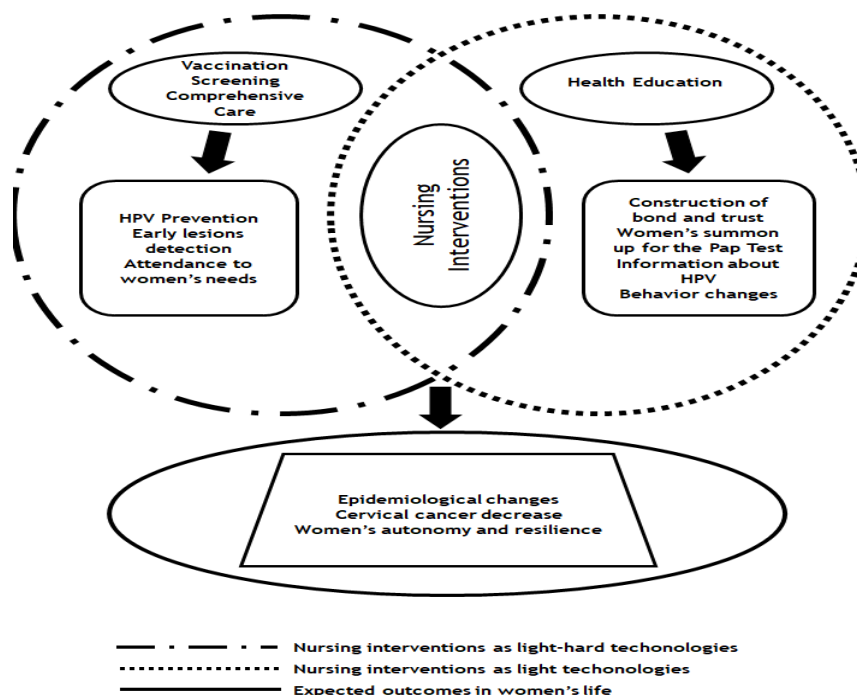 Vaccination
Screening
Comprehensive
Care
Health Education
HPV Prevention
Early lesions
detection
Attendance to
women's needs
Nursing
Interventions
Construction of
bond and trust
Women's summon
up for the Pap Test
Information about
HPV
Behavior changes
Epidemiological changes
Cervical cancer decrease
Women's autonomy and resilience
Nursing interventions as light-hard techonologies
Nursing interventions as light techonologies
Expected outcomes in women's life